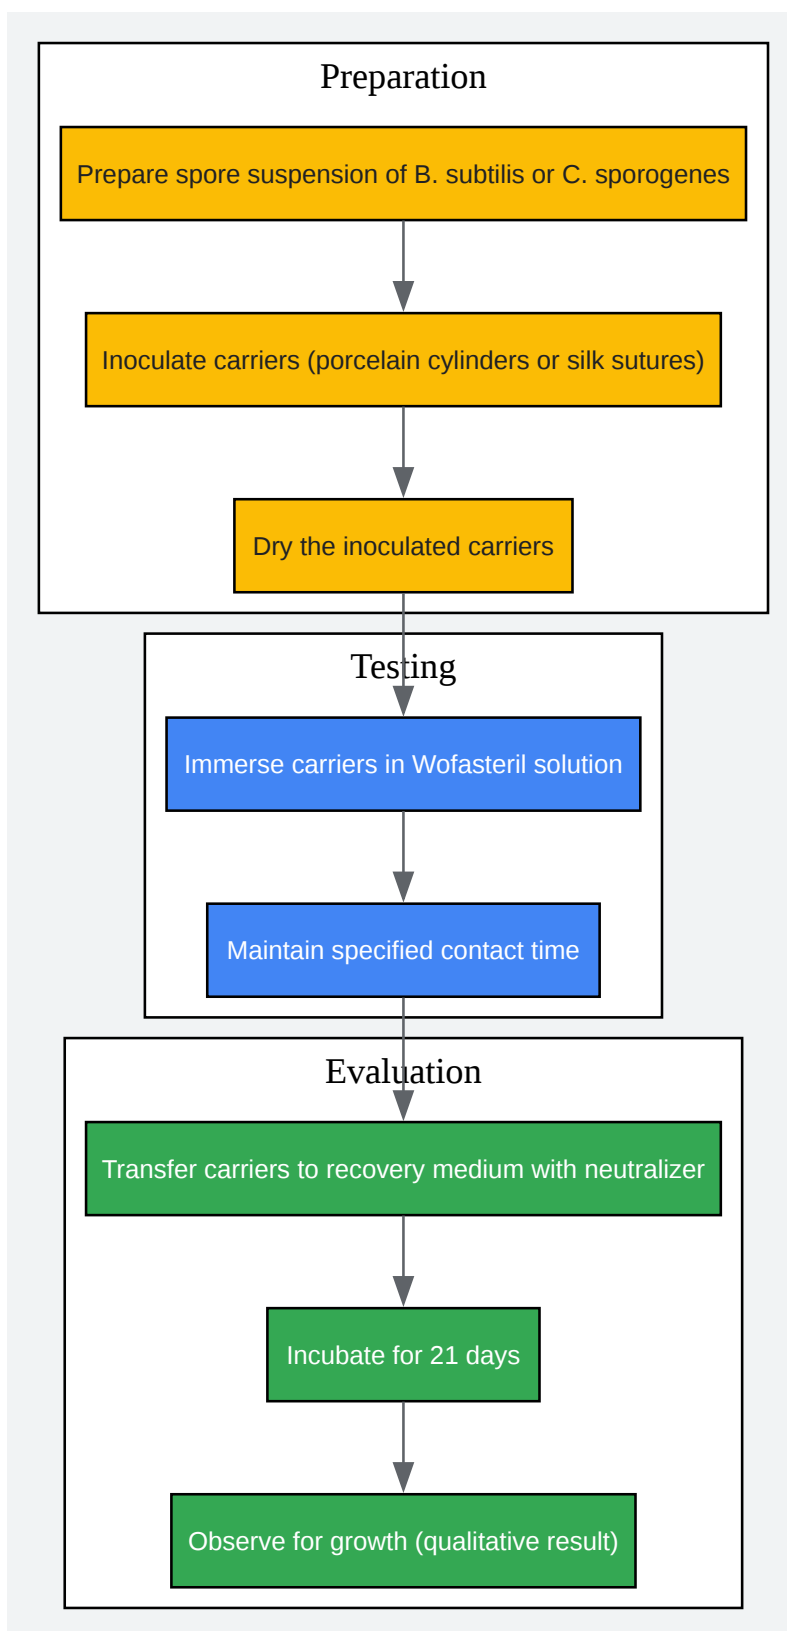 Preparation
Prepare spore suspension of B. subtilis or C. sporogenes
Inoculate carriers (porcelain cylinders or silk sutures)
Dry the inoculated carriers
Testing
Immerse carriers in Wofasteril solution
Maintain specified contact time
Evaluation
Transfer carriers to recovery medium with neutralizer
Incubate for 21 days
Observe for growth (qualitative result)